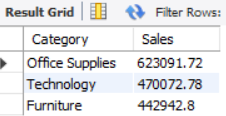 Result Grid Filter Rows:
Category Sales
Office Supplies 623091.72
Technology 470072.78
Furniture 442942.8